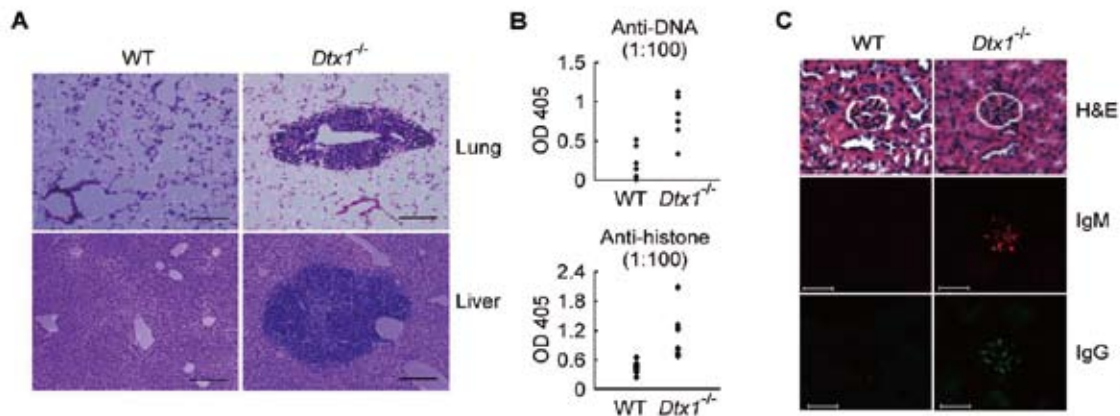 A
WT
Dtx1-/-
Lung
Liver
B
Anti-DNA
(1:100)
1.5
1
0.5
0
OD 405
WT Dtx1-/-
Anti-histone
(1:100)
2.4
1.8
1.2
0.6
0
OD 405
WT Dtx1-/-
C
WT
Dtx1-/-
H&E
IgM
IgG